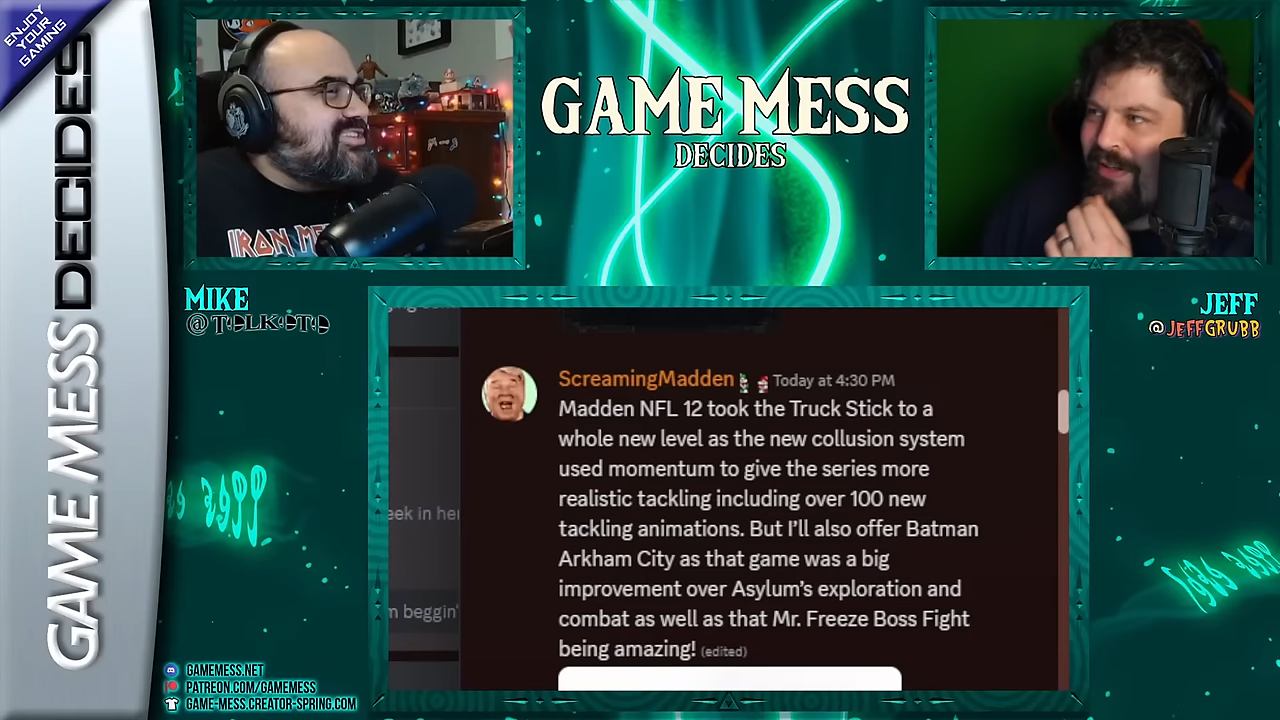 ENJOY
YOUR
GAMING
GAME MESS DECIDES
GAME MESS
DECIDES
IRON ME
MIKE
JEFF
@JEFFGRUBB
ScreamingMadden Today at 4:30 PM
Madden NFL 12 took the Truck Stick to a
whole new level as the new collusion system
used momentum to give the series more
realistic tackling including over 100 new
tackling animations. But I'll also offer Batman
Arkham City as that game was a big
improvement over Asylum's exploration and
combat as well as that Mr. Freeze Boss Fight
being amazing! (edited)
eek in her
m beggin'
GAMEMESS.NET
PATREON.COM/GAMEMESS
GAME-MESS.CREATOR-SPRING.COM